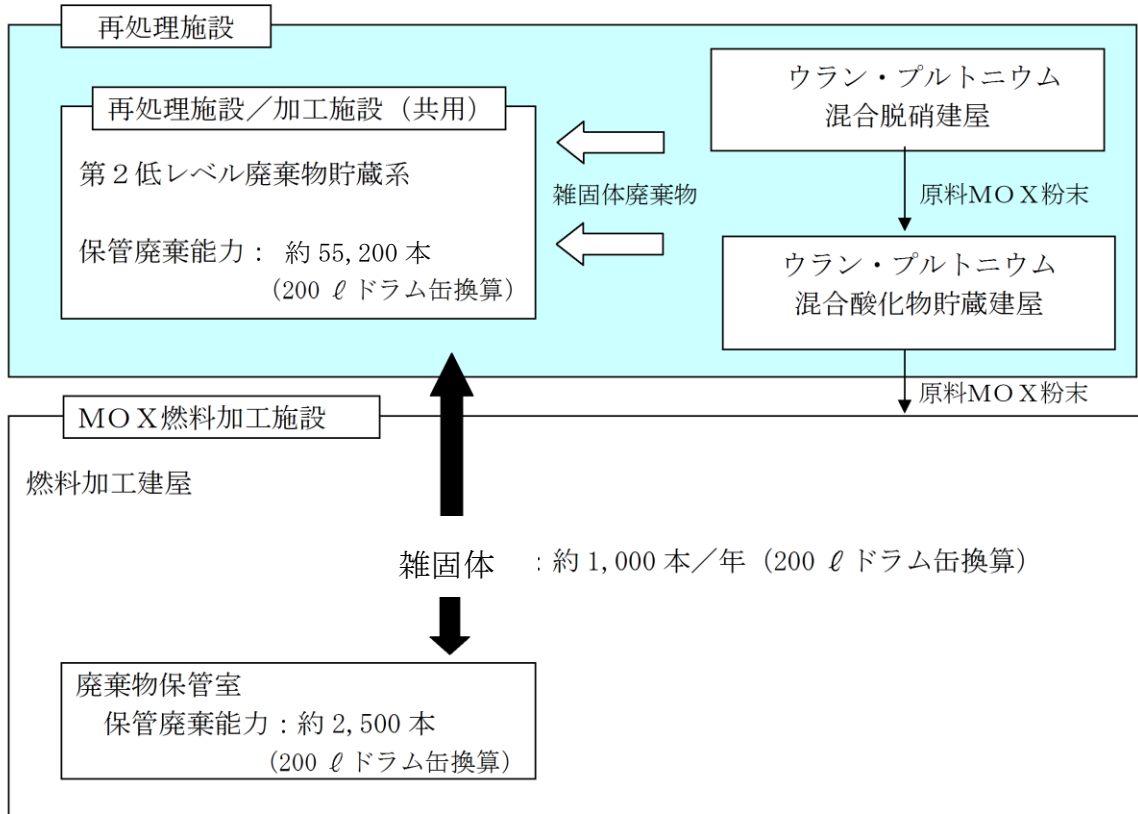 再処理施設
再処理施設／加工施設（共用）
第２低レベル廃棄物貯蔵系
保管廃棄能力： 約55,200 本
(200 ℓ ドラム缶換算）
雑固体廃棄物
ウラン・プルトニウム
混合脱硝建屋
原料MOX粉末
ウラン・プルトニウム
混合酸化物貯蔵建屋
原料MOX粉末
ＭＯＸ燃料加工施設
燃料加工建屋
雑固体 ：約1,000 本／年（200 ℓ ドラム缶換算）
廃棄物保管室
保管廃棄能力：約2,500 本
(200 ℓ ドラム缶換算）